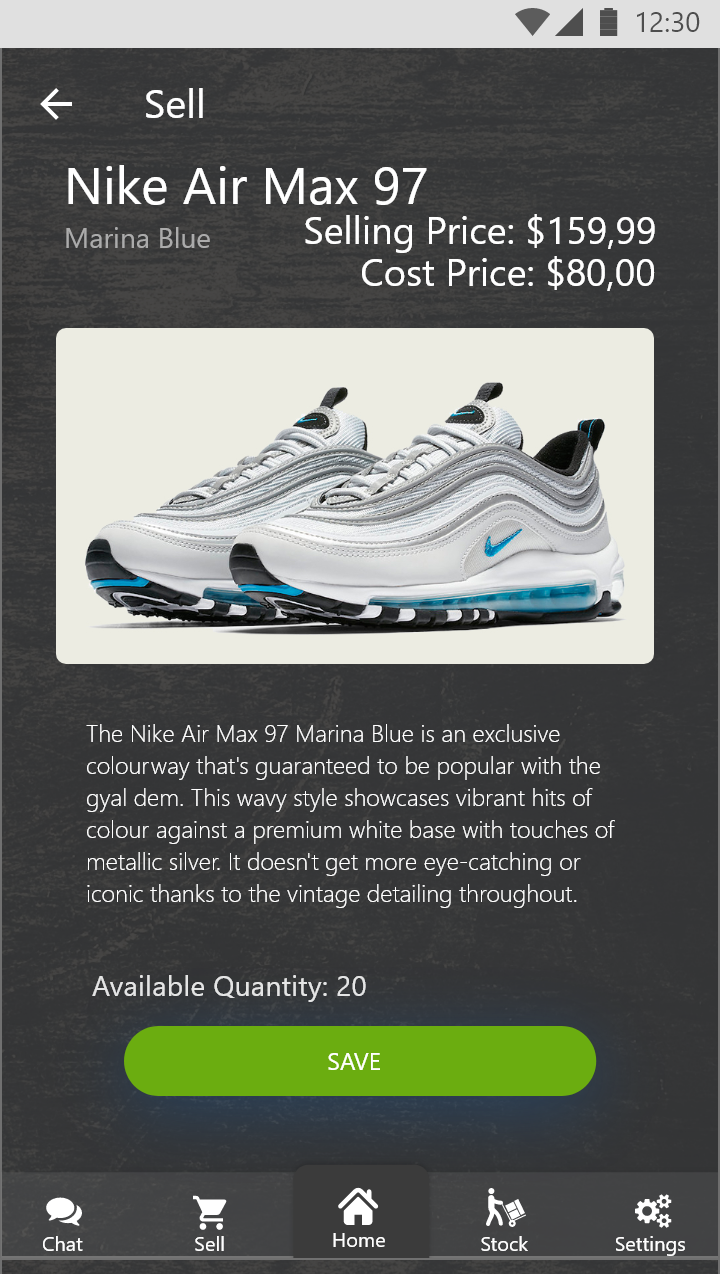 12:30
Sell
Nike Air Max 97
Marina Blue
Selling Price: $159,99
Cost Price: $80,00
The Nike Air Max 97 Marina Blue is an exclusive
colourway that's guaranteed to be popular with the
gyal dem. This wavy style showcases vibrant hits of
colour against a premium white base with touches of
metallic silver. It doesn't get more eye-catching or
iconic thanks to the vintage detailing throughout.
Available Quantity: 20
SAVE
Chat
Sell
Home
Stock
Settings